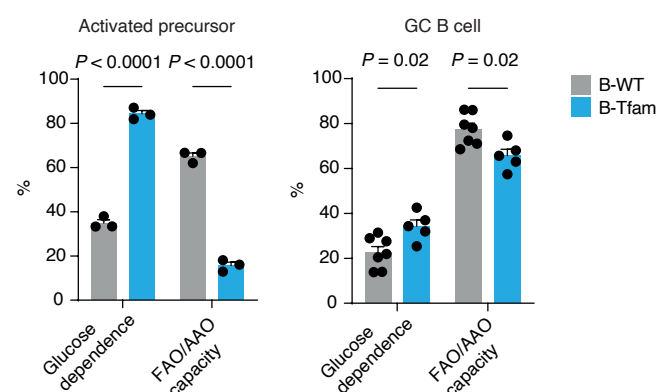 Activated precursor
P < 0.0001 P < 0.0001
100
80
60
40
20
0
%
Glucose
dependence
FAO/AAO
capacity
GC B cell
P = 0.02 P = 0.02
100
80
60
40
20
0
%
Glucose
dependence
FAO/AAO
capacity
B-WT
B-Tfam